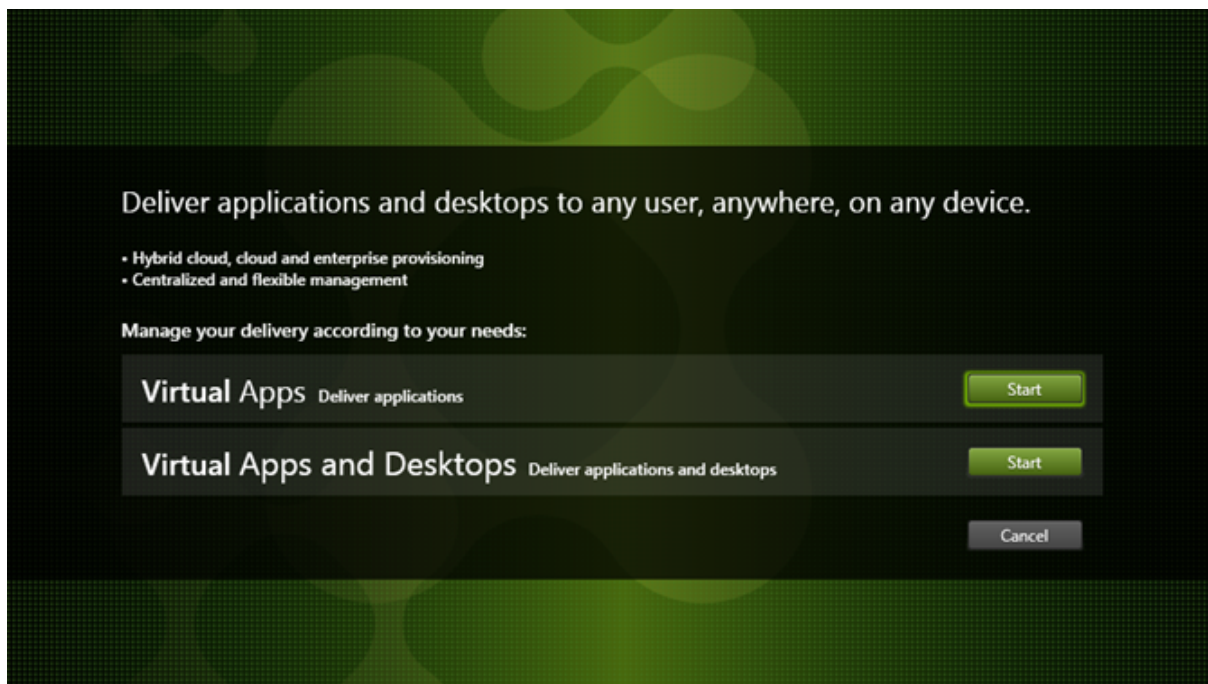 Deliver applications and desktops to any user, anywhere, on any device.
• Hybrid cloud, cloud and enterprise provisioning
• Centralized and flexible management
Manage your delivery according to your needs:
Virtual Apps Deliver applications
Start
Virtual Apps and Desktops Deliver applications and desktops
Start
Cancel